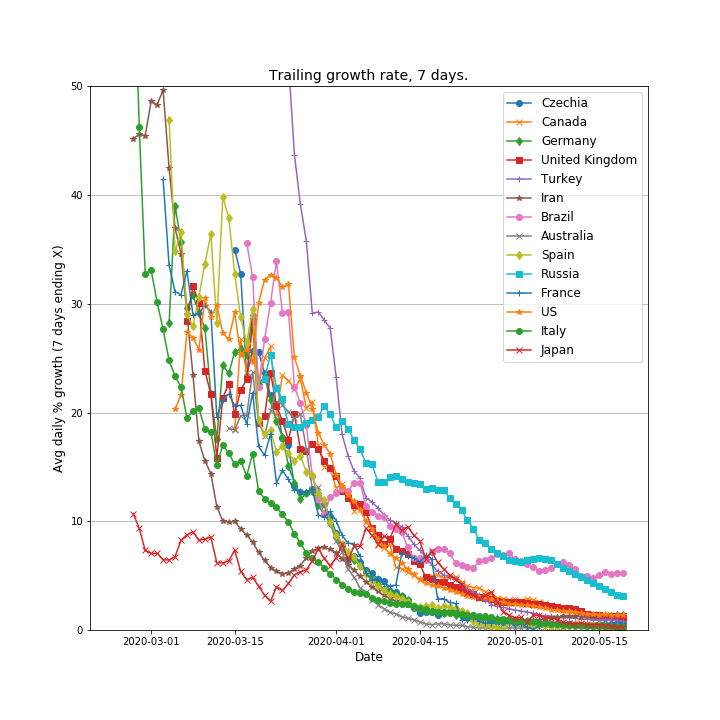 Trailing growth rate, 7 days.
50
40
30
20
10
0
Avg daily % growth (7 days ending X)
2020-03-01
2020-03-15
2020-04-01
2020-04-15
2020-05-01
2020-05-15
Date
Czechia
Canada
Germany
United Kingdom
Turkey
Iran
Brazil
Australia
Spain
Russia
France
US
Italy
Japan